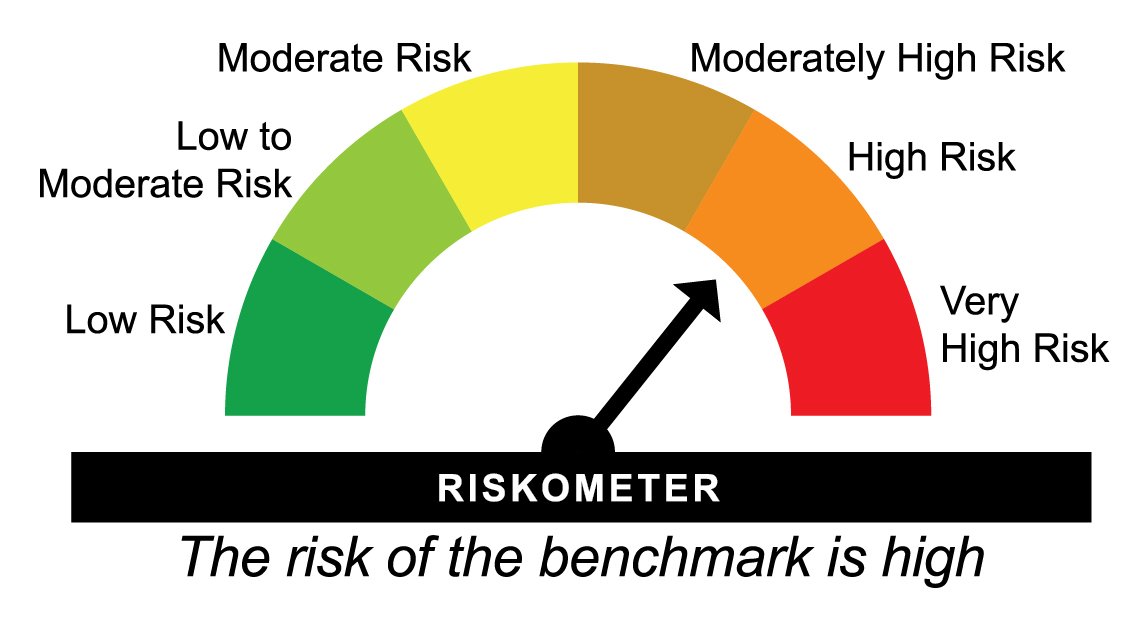 Moderate Risk
Moderately High Risk
Low to
Moderate Risk
High Risk
Low Risk
Very
High Risk
RISKOMETER
The risk of the benchmark is high